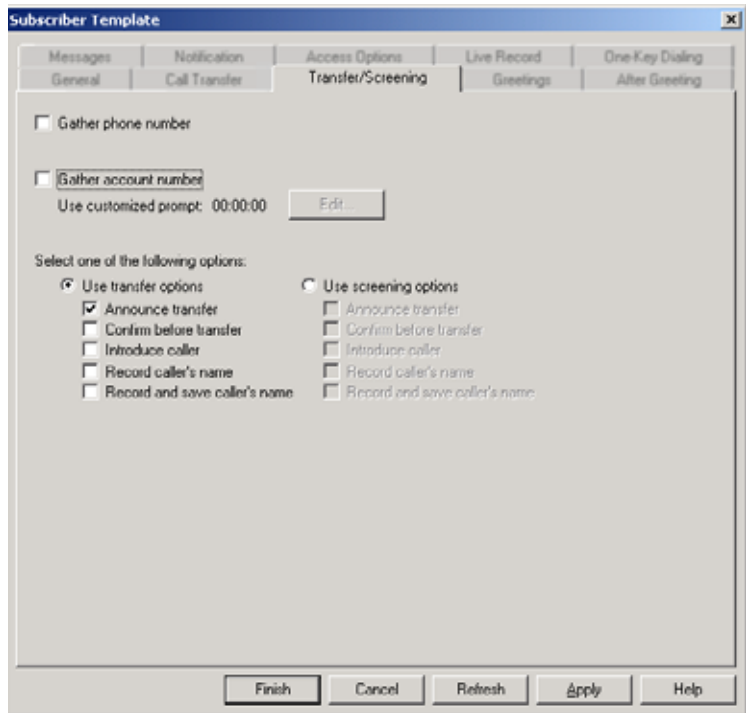 Subscriber Template
Messages Notification Access Options Live Record One-Key Dialing
General Call Transfer Transfer/Screening Greetings After Greeting
Gather phone number
Gather account number
Use customized prompt: 00:00:00 Edit...
Select one of the following options:
Use transfer options Use screening options
Announce transfer Announce transfer
Confirm before transfer Confirm before transfer
Introduce caller Introduce caller
Record caller's name Record caller's name
Record and save caller's name Record and save caller's name
Finish Cancel Refresh Apply Help